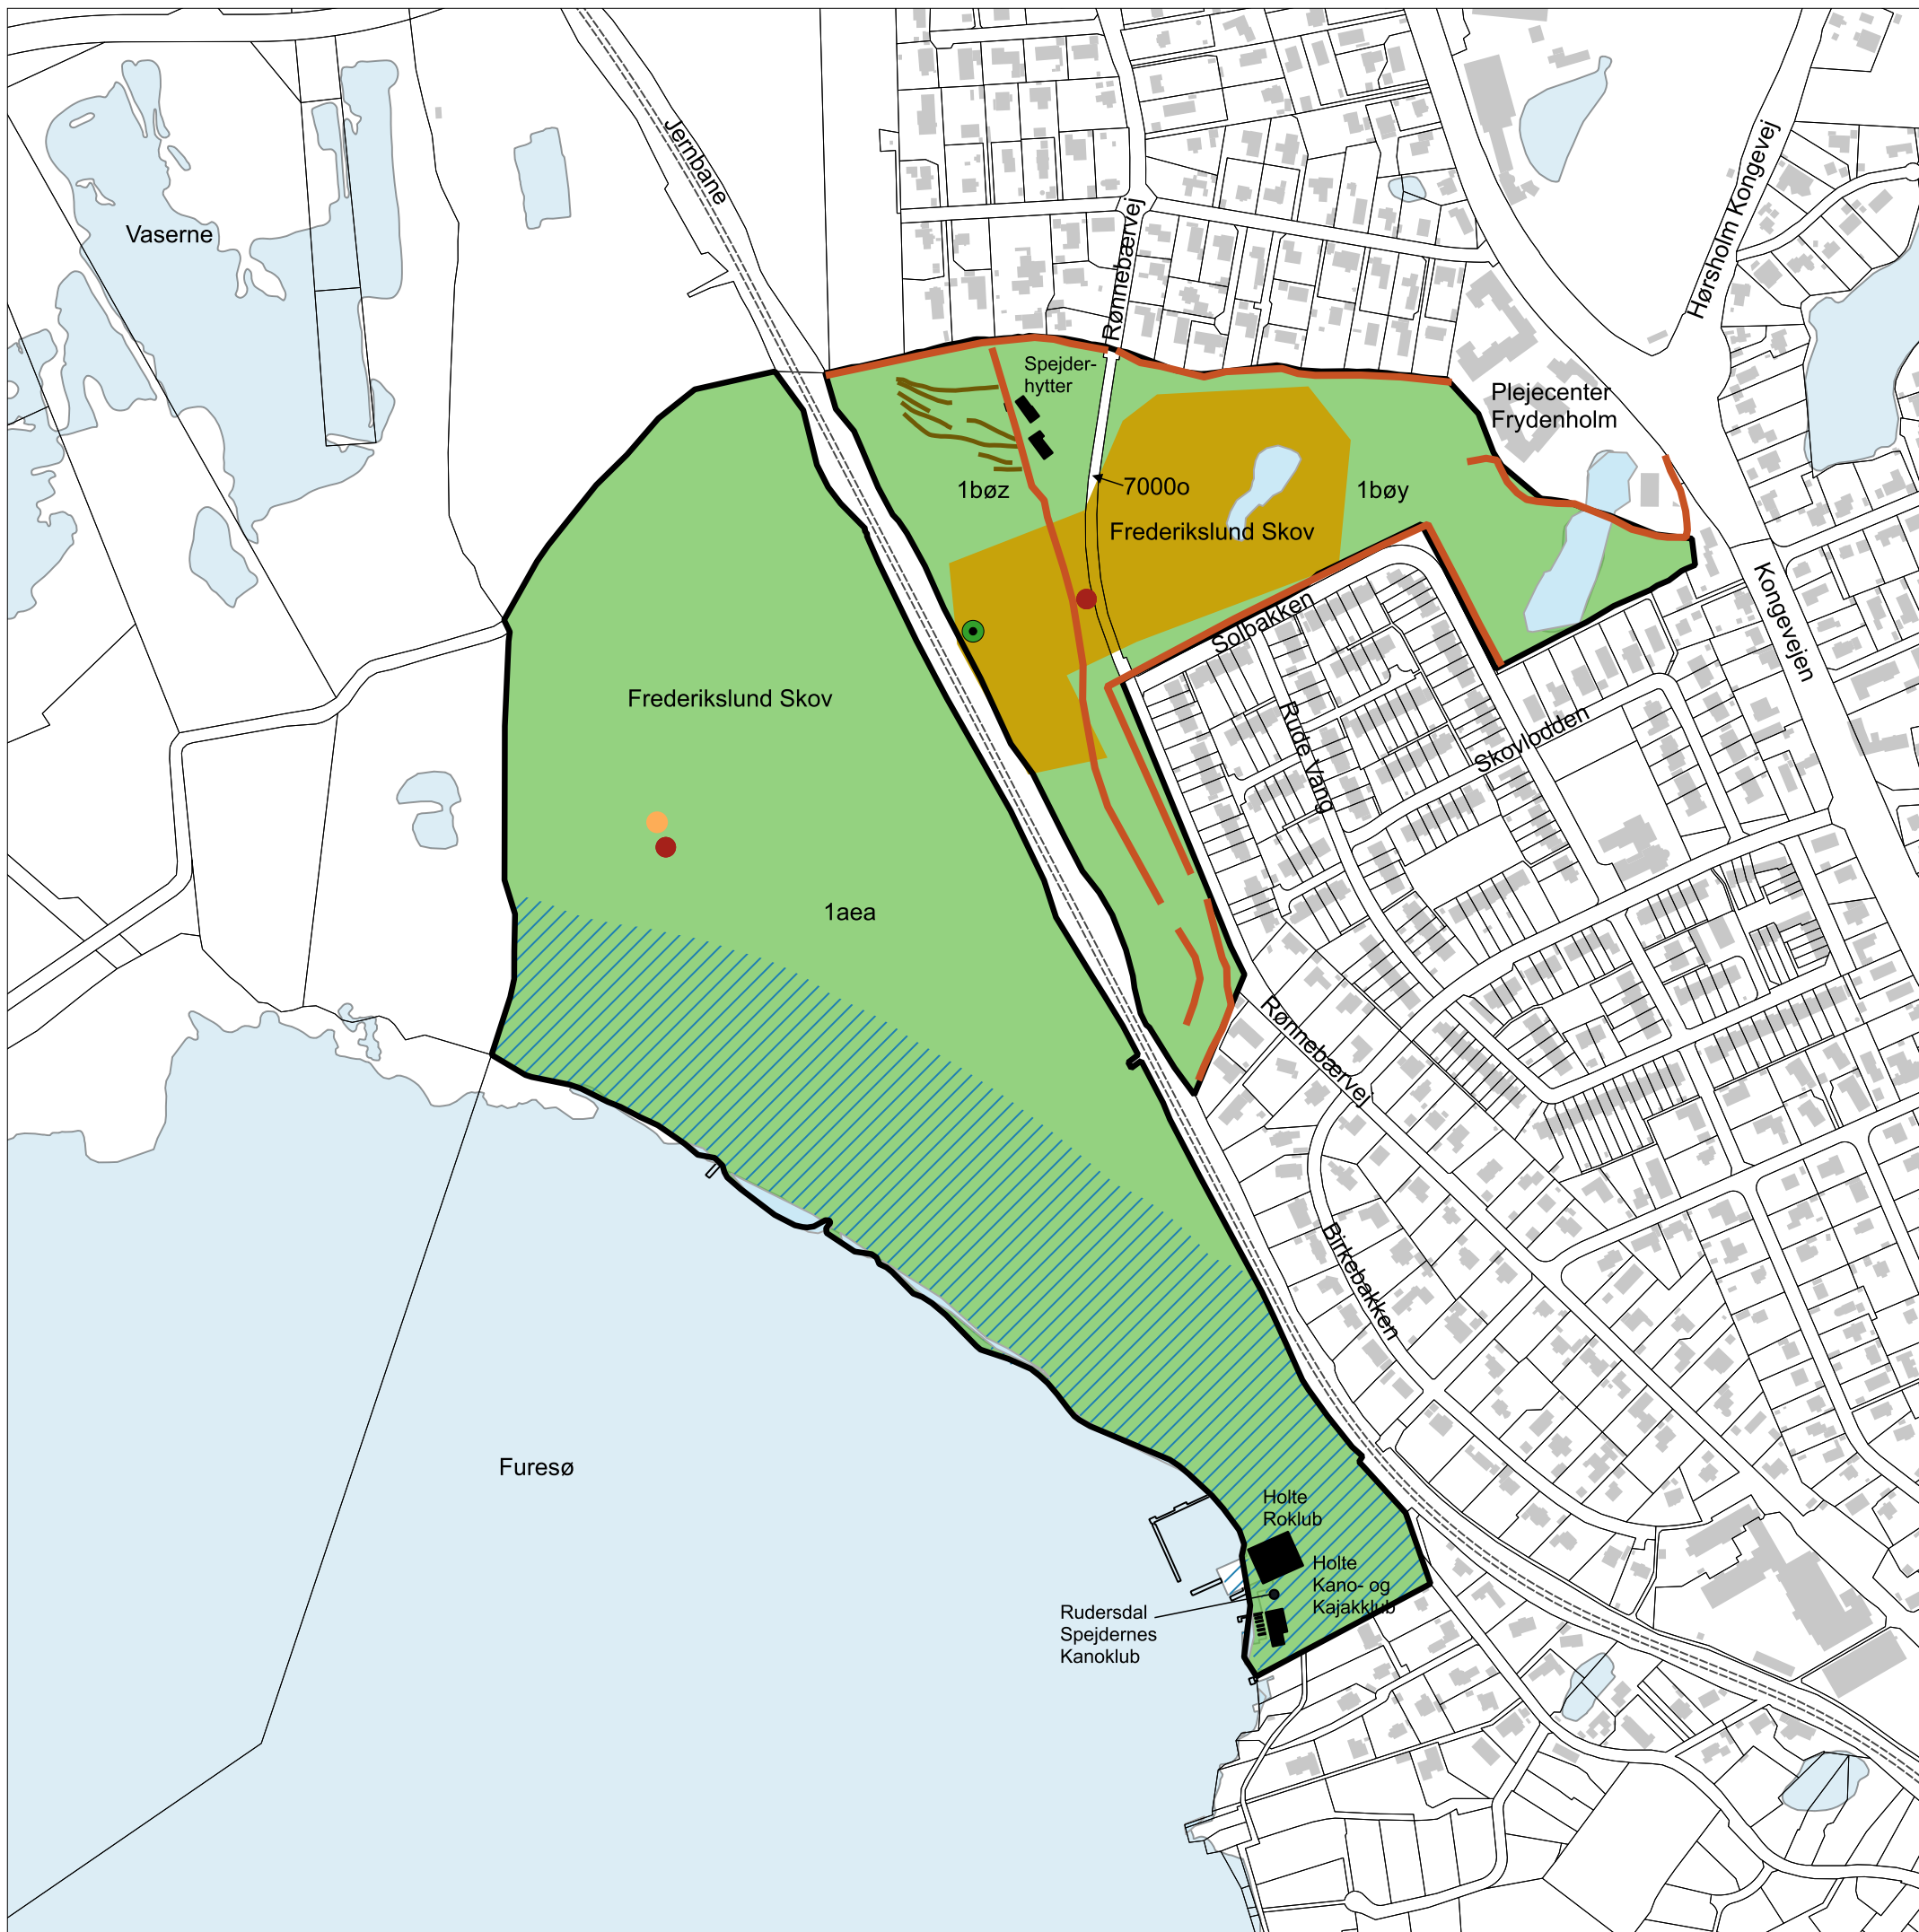 Jernbane
Hørsholm Kongevej
Vaserne
Rønnebærvej
Spejder-
hytter
Plejecenter
Frydenholm
1bøz
7000o
1bøy
Frederikslund Skov
Solbakken
Kongevejen
Frederikslund Skov
Rude Vang
Skovlodden
1aea
Rønnebærvej
Birkebakken
Furesø
Holte
Roklub
Holte
Kano- og
Kajakklub
Rudersdal
Spejdernes
Kanoklub